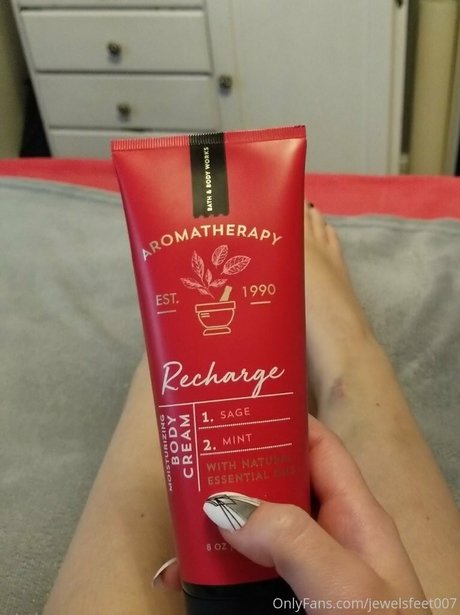 BATH & BODY WORKS
AROMATHERAPY
EST. 1990
Recharge
MOISTURIZING
BODY
CREAM
1. SAGE
2. MINT
WITH NATURAL
ESSENTIAL
8 OZ
OnlyFans.com/jewelsfeet007